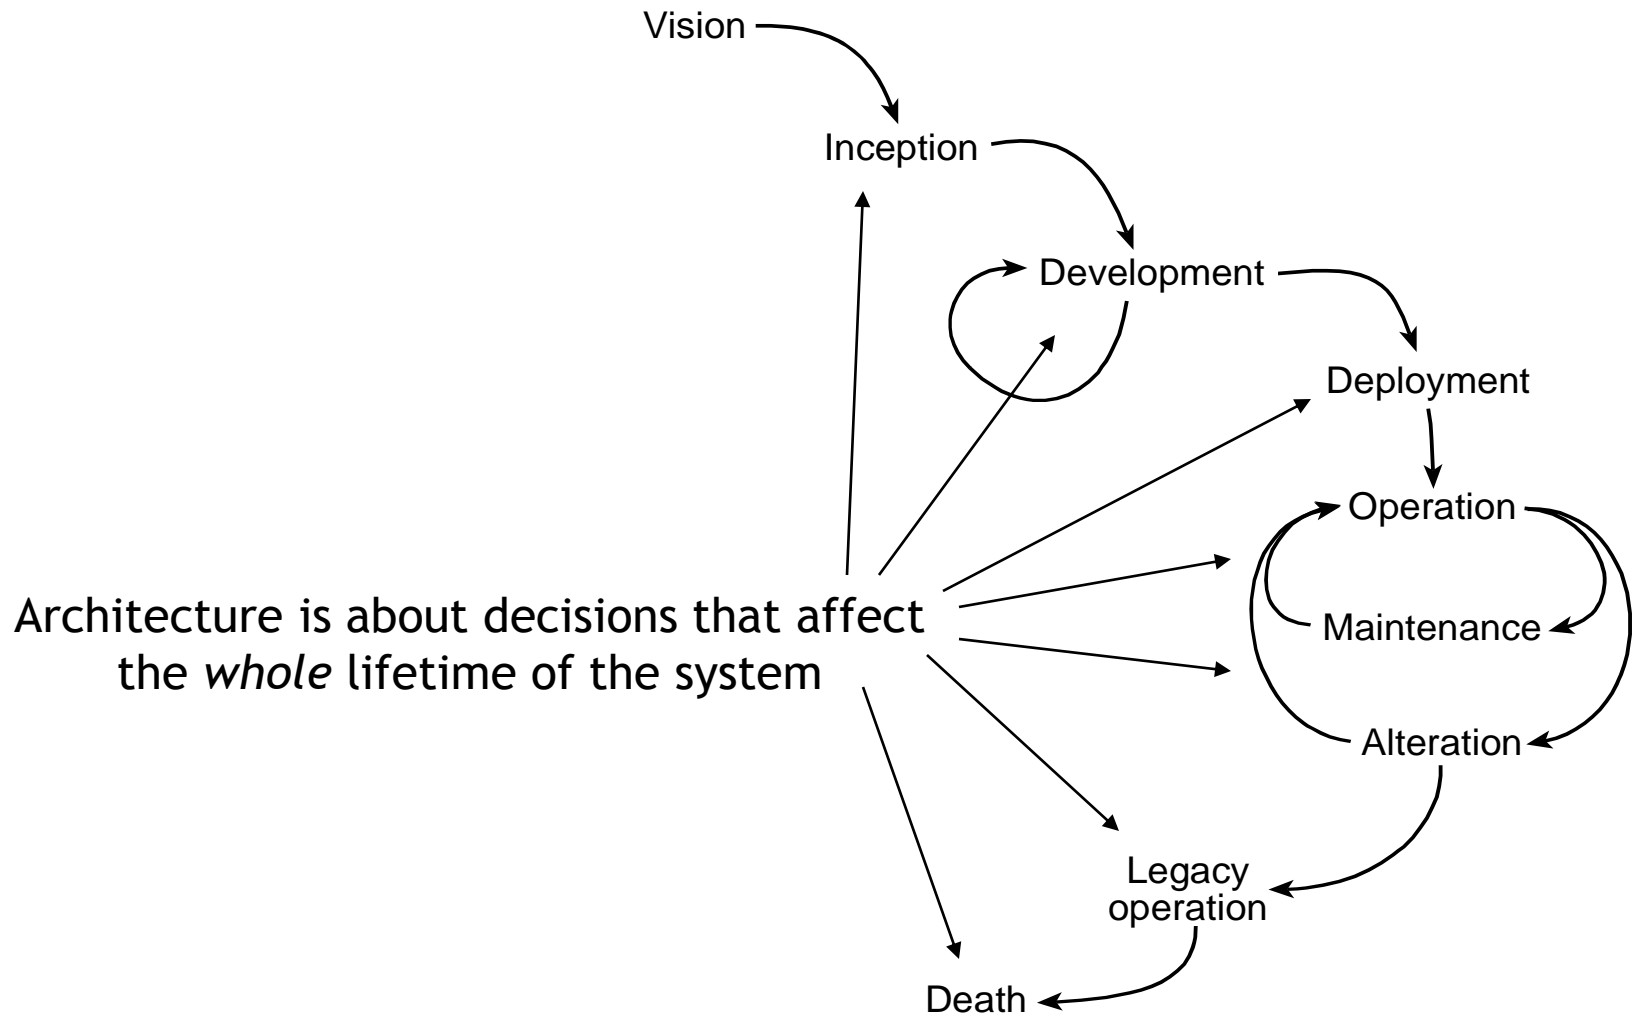 Vision
Inception
Development
Deployment
Operation
Architecture is about decisions that affect
the whole lifetime of the system
Maintenance
Alteration
Legacy
operation
Death